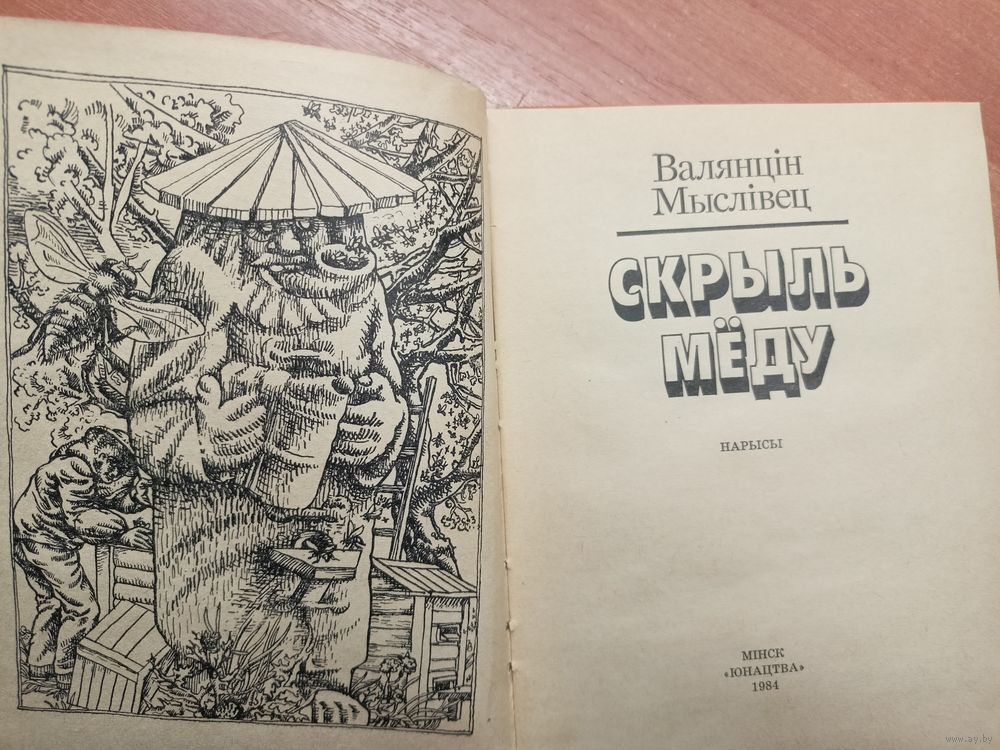 Валянцін
Мыслівец
СКРЫЛЬ
МЁДУ
НАРЫСЫ
МІНСК
«ЮНАЦТВА»
1984
www.ay.by